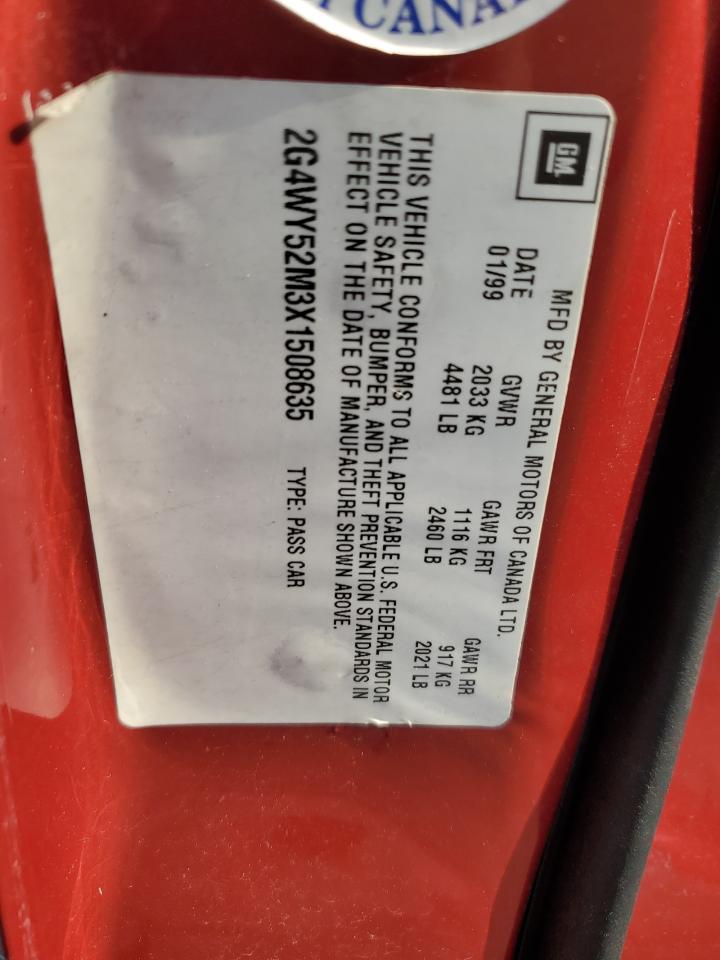 CANA
GM
MFD BY GENERAL MOTORS OF CANADA LTD.
DATE GVWR GAWR FRT GAWR RR
01/99 2033 KG 1116 KG 917 KG
4481 LB 2460 LB 2021 LB
THIS VEHICLE CONFORMS TO ALL APPLICABLE U.S. FEDERAL MOTOR
VEHICLE SAFETY, BUMPER, AND THEFT PREVENTION STANDARDS IN
EFFECT ON THE DATE OF MANUFACTURE SHOWN ABOVE.
2G4WY52M3X1508635 TYPE: PASS CAR